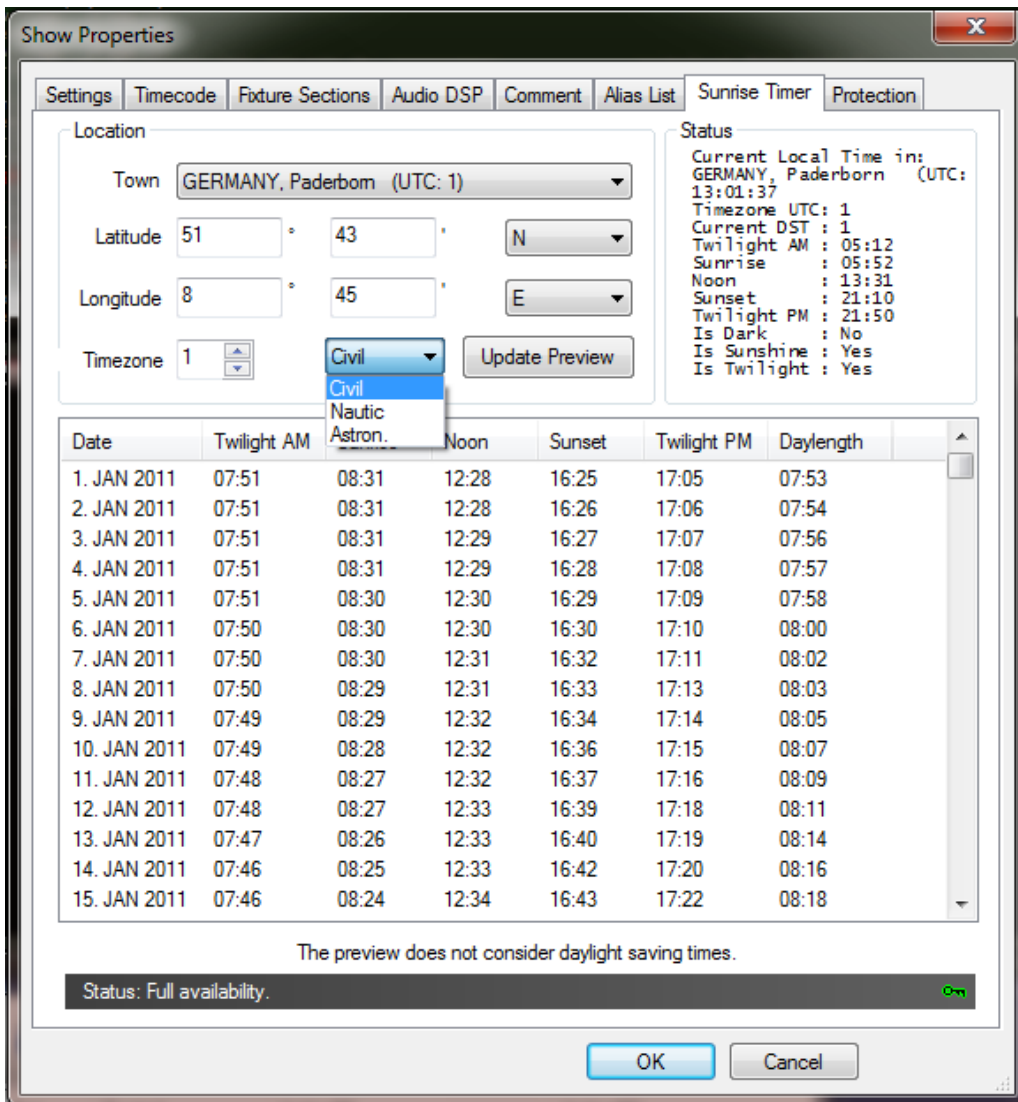 Show Properties
Settings Timecode Fixture Sections Audio DSP Comment Alias List Sunrise Timer Protection
Location
Town GERMANY, Paderborn (UTC: 1)
Latitude 51 ° 43 ' N
Longitude 8 ° 45 ' E
Timezone 1 Civil Update Preview
Civil
Nautic
Astron.
Status
Current Local Time in:
GERMANY, Paderborn (UTC:
13:01:37
Timezone UTC: 1
Current DST : 1
Twilight AM : 05:12
Sunrise : 05:52
Noon : 13:31
Sunset : 21:10
Twilight PM : 21:50
Is Dark : No
Is Sunshine : Yes
Is Twilight : Yes
Date Twilight AM Noon Sunset Twilight PM Daylength
1. JAN 2011 07:51 08:31 12:28 16:25 17:05 07:53
2. JAN 2011 07:51 08:31 12:28 16:26 17:06 07:54
3. JAN 2011 07:51 08:31 12:29 16:27 17:07 07:56
4. JAN 2011 07:51 08:31 12:29 16:28 17:08 07:57
5. JAN 2011 07:51 08:30 12:30 16:29 17:09 07:58
6. JAN 2011 07:50 08:30 12:30 16:30 17:10 08:00
7. JAN 2011 07:50 08:30 12:31 16:32 17:11 08:02
8. JAN 2011 07:50 08:29 12:31 16:33 17:13 08:03
9. JAN 2011 07:49 08:29 12:32 16:34 17:14 08:05
10. JAN 2011 07:49 08:28 12:32 16:36 17:15 08:07
11. JAN 2011 07:48 08:27 12:32 16:37 17:16 08:09
12. JAN 2011 07:48 08:27 12:33 16:39 17:18 08:11
13. JAN 2011 07:47 08:26 12:33 16:40 17:19 08:14
14. JAN 2011 07:46 08:25 12:33 16:42 17:20 08:16
15. JAN 2011 07:46 08:24 12:34 16:43 17:22 08:18
The preview does not consider daylight saving times.
Status: Full availability.
OK Cancel